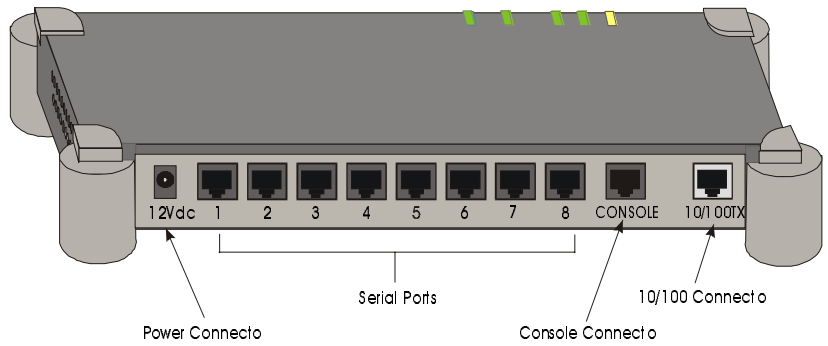 12Vdc 1 2 3 4 5 6 7 8 CONSOLE 10/100TX
Serial Ports
10/100 Connecto
Power Connecto
Console Connecto